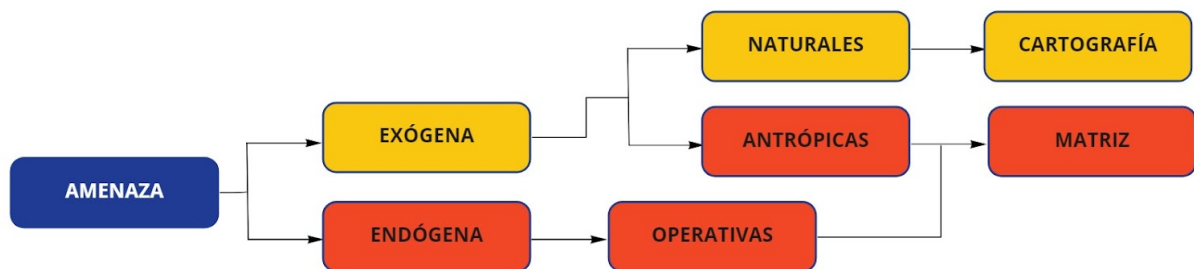 NATURALES
CARTOGRAFÍA
EXÓGENA
ANTRÓPICAS
MATRIZ
AMENAZA
ENDÓGENA
OPERATIVAS